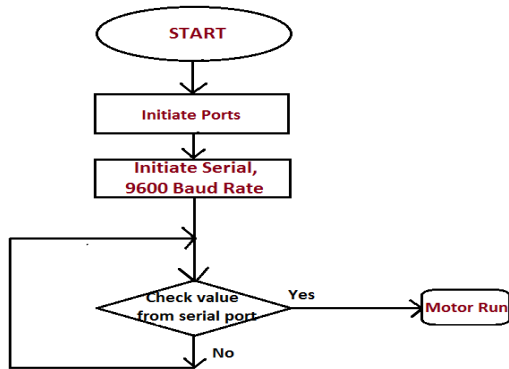 START
Initiate Ports
Initiate Serial,
9600 Baud Rate
Check value
from serial port
Yes
Motor Run
No